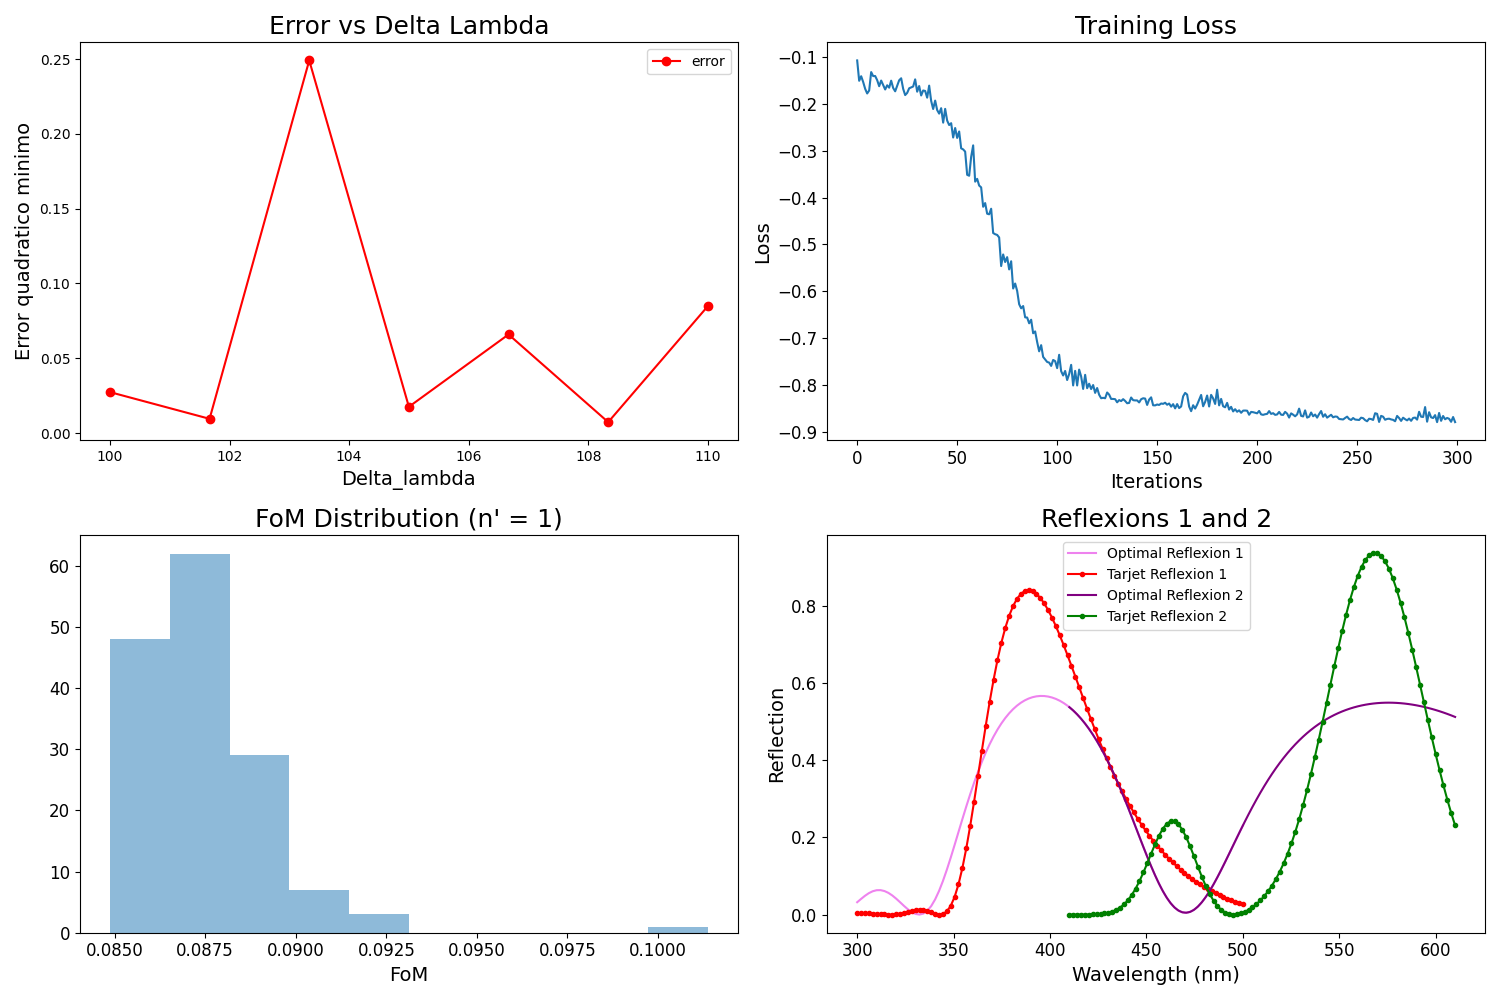 Error vs Delta Lambda
error
Error quadratico minimo
0.25
0.20
0.15
0.10
0.05
0.00
100 102 104 106 108 110
Delta_lambda
Training Loss
Loss
−0.1
−0.2
−0.3
−0.4
−0.5
−0.6
−0.7
−0.8
−0.9
0 50 100 150 200 250 300
Iterations
FoM Distribution (n' = 1)
60
50
40
30
20
10
0
0.0850 0.0875 0.0900 0.0925 0.0950 0.0975 0.1000
FoM
Reflexions 1 and 2
Optimal Reflexion 1
Tarjet Reflexion 1
Optimal Reflexion 2
Tarjet Reflexion 2
Reflection
0.8
0.6
0.4
0.2
0.0
300 350 400 450 500 550 600
Wavelength (nm)